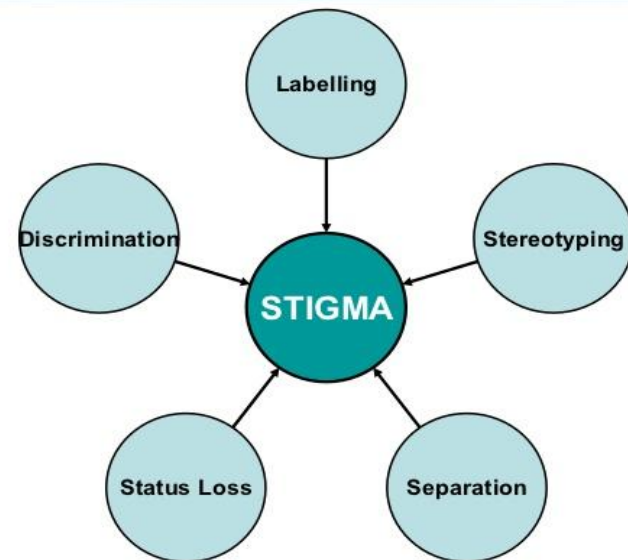 Labelling
Discrimination
Stereotyping
STIGMA
Status Loss
Separation